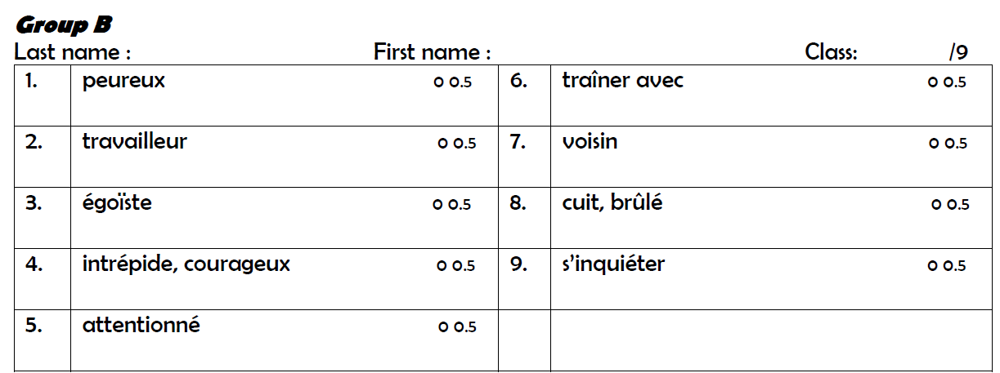 Group B
Last name : First name : Class: /9
1. peureux 0 0.5 6. traîner avec 0 0.5
2. travailleur 0 0.5 7. voisin 0 0.5
3. égoïste 0 0.5 8. cuit, brûlé 0 0.5
4. intrépide, courageux 0 0.5 9. s’inquiéter 0 0.5
5. attentionné 0 0.5